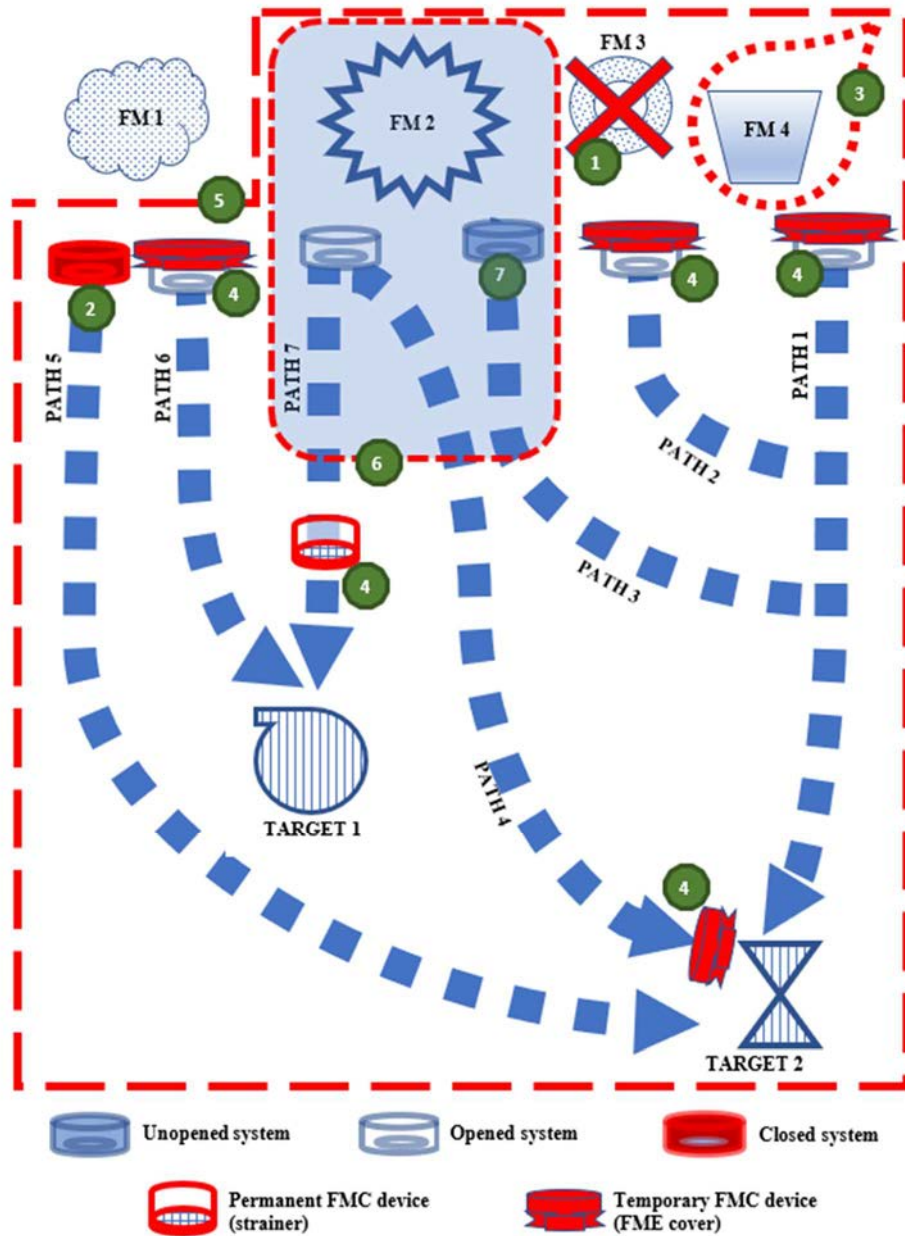 FM 3
FM 1
FM 2
FM 4
3
1
5
4
4
4
2
7
PATH 5
PATH 6
PATH 7
PATH 1
PATH 2
6
4
PATH 3
PATH 4
TARGET 1
4
TARGET 2
Unopened system
Opened system
Closed system
Permanent FMC device
(strainer)
Temporary FMC device
(FME cover)